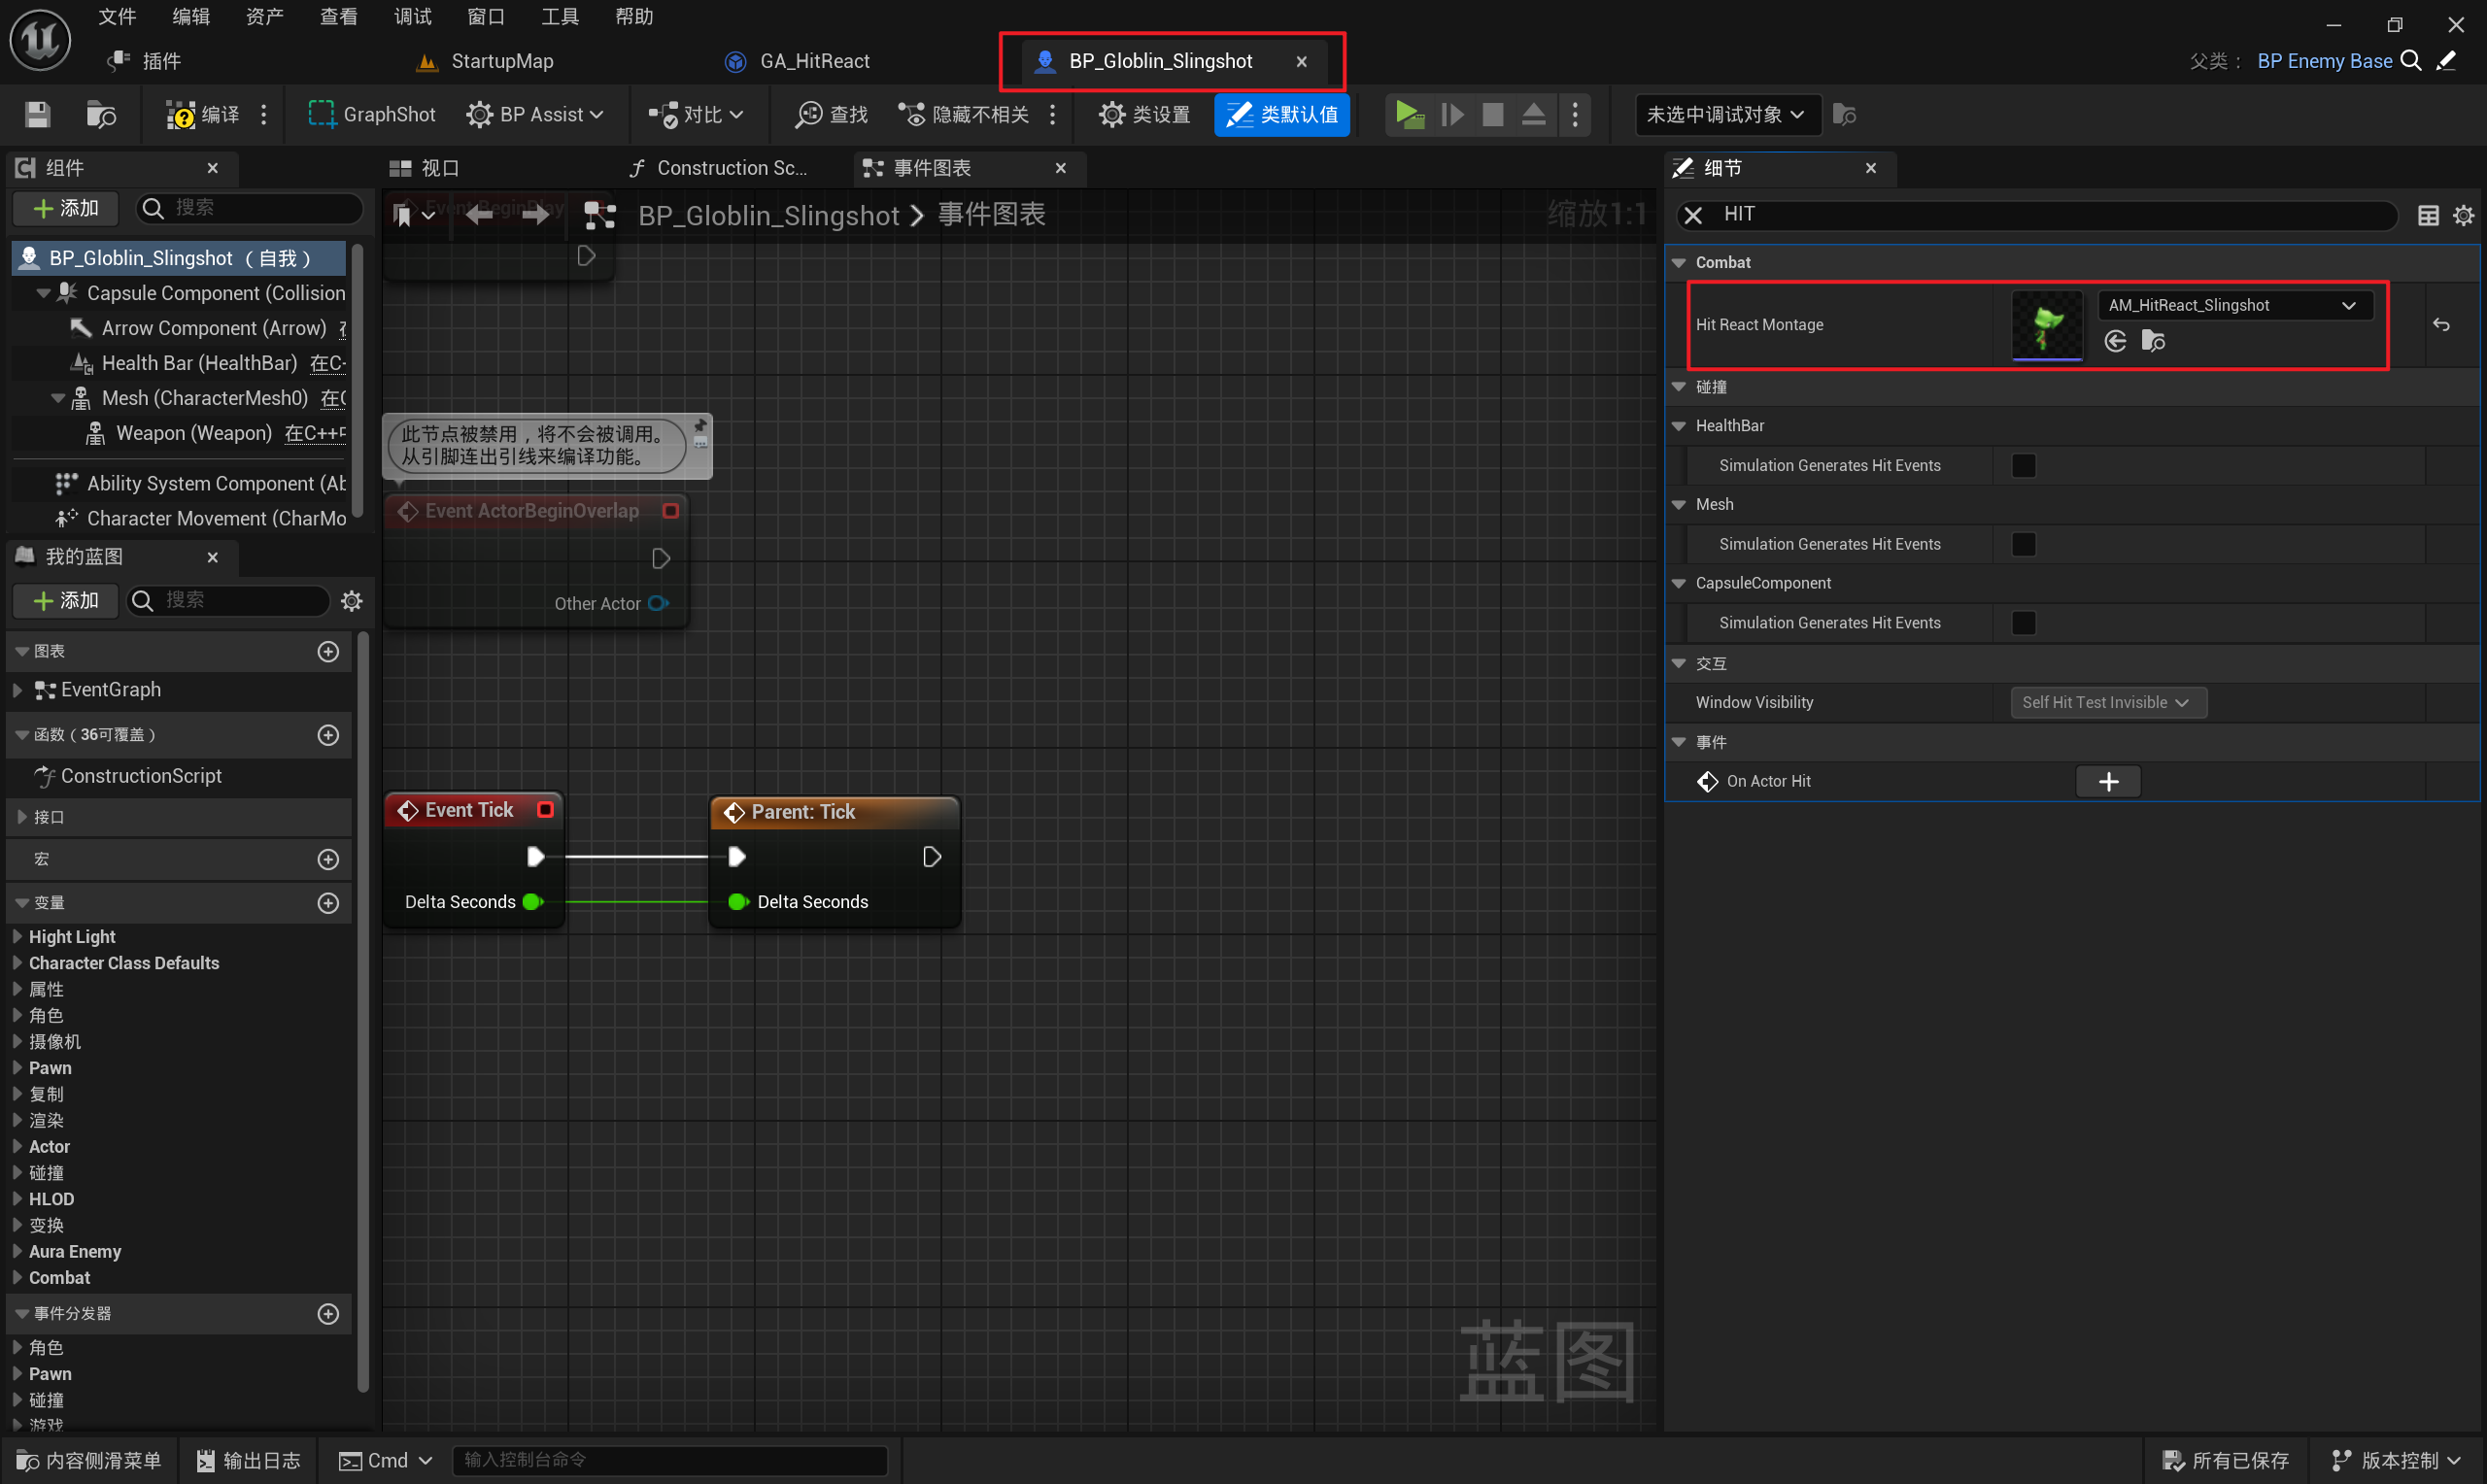 文件 编辑 资产 查看 调试 窗口 工具 帮助
插件 StartupMap GA_HitReact BP_Globlin_Slingshot 父类： BP Enemy Base
编译 GraphShot BP Assist 对比 查找 隐藏不相关 类设置 类默认值 未选中调试对象
组件
添加 搜索
BP_Globlin_Slingshot （自我）
Capsule Component (Collision
Arrow Component (Arrow)
Health Bar (HealthBar) 在C-
Mesh (CharacterMesh0) 在C
Weapon (Weapon) 在C++中
Ability System Component (Ab
Character Movement (CharMo
我的蓝图
添加 搜索
图表
EventGraph
函数（36可覆盖）
ConstructionScript
接口
宏
变量
Hight Light
Character Class Defaults
属性
角色
摄像机
Pawn
复制
渲染
Actor
碰撞
HLOD
变换
Aura Enemy
Combat
事件分发器
角色
Pawn
碰撞
游戏
视口 Construction Sc... 事件图表
Event BeginPlay
BP_Globlin_Slingshot 事件图表 缩放1:1
此节点被禁用，将不会被调用。
从引脚连出引线来编译功能。
Event ActorBeginOverlap
Other Actor
Event Tick
Delta Seconds
Parent: Tick
Delta Seconds
蓝图
细节
HIT
Combat
Hit React Montage AM_HitReact_Slingshot
碰撞
HealthBar
Simulation Generates Hit Events
Mesh
Simulation Generates Hit Events
CapsuleComponent
Simulation Generates Hit Events
交互
Window Visibility Self Hit Test Invisible
事件
On Actor Hit
内容侧滑菜单 输出日志 Cmd 输入控制台命令 所有已保存 版本控制